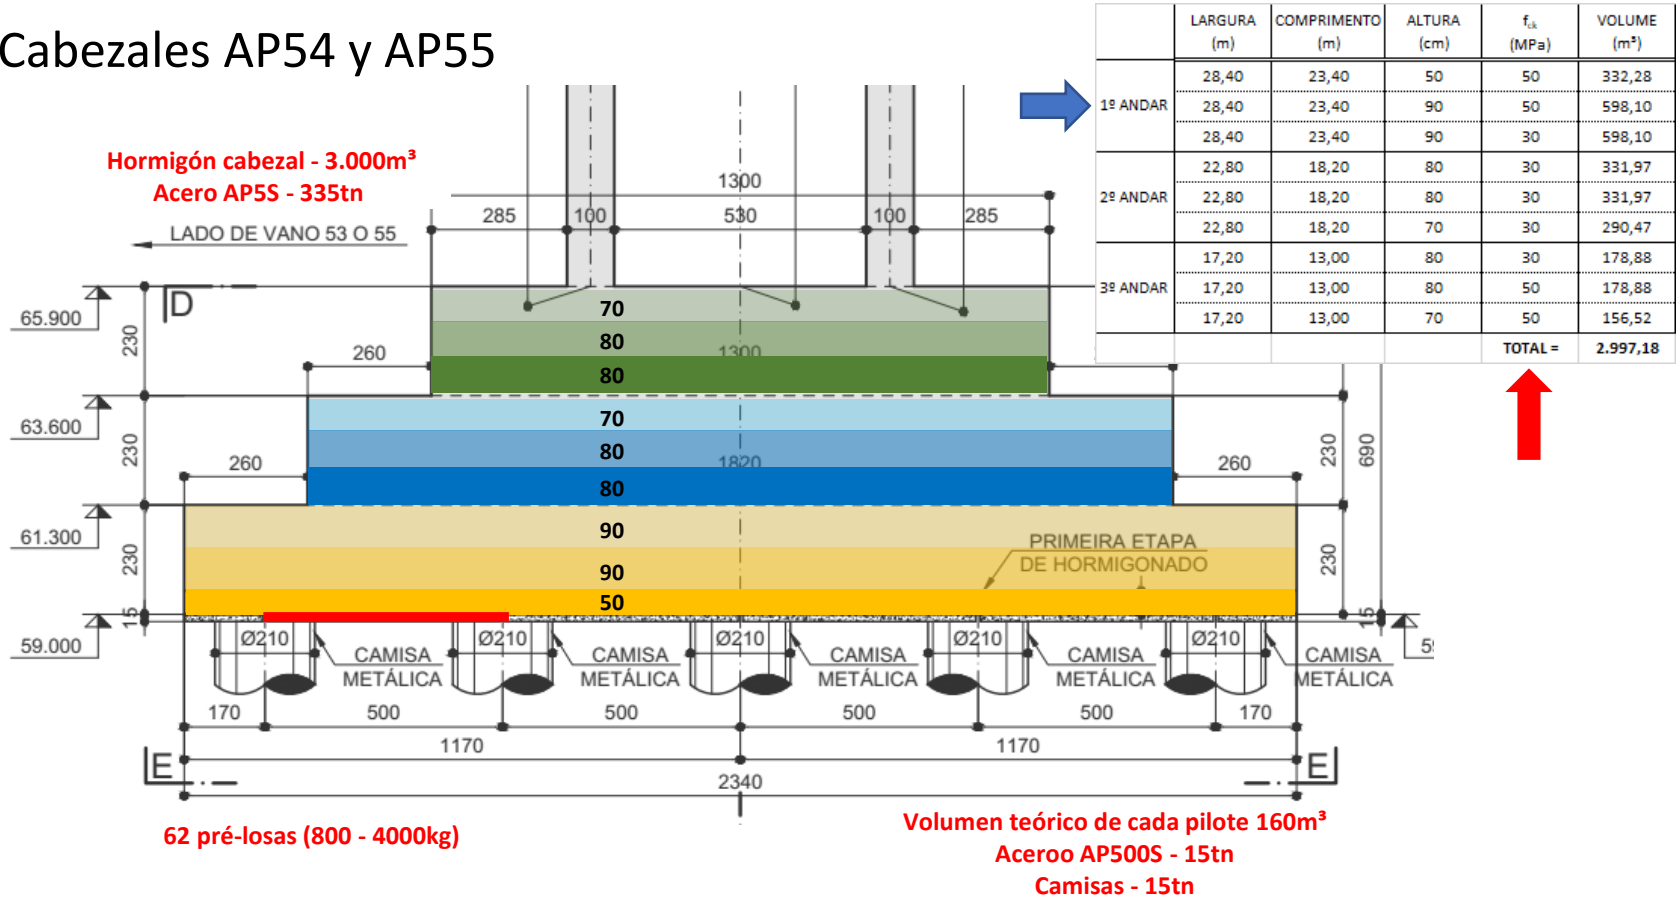 Cabezales AP54 y AP55
LARGURA (m) COMPRIMENTO (m) ALTURA (cm) fck (MPa) VOLUME (m³)
1º ANDAR
28,40 23,40 50 50 332,28
28,40 23,40 90 50 598,10
28,40 23,40 90 30 598,10
2º ANDAR
22,80 18,20 80 30 331,97
22,80 18,20 80 30 331,97
22,80 18,20 70 30 290,47
3º ANDAR
17,20 13,00 80 30 178,88
17,20 13,00 80 50 178,88
17,20 13,00 70 50 156,52
TOTAL = 2.997,18
Hormigón cabezal - 3.000m³
Acero AP5S - 335tn
1300
285 100 530 100 285
LADO DE VANO 53 O 55
D
65.900
230
70
80
1300
80
260
63.600
230
70
80
1820
80
260
260
230
690
61.300
230
90
90
50
PRIMEIRA ETAPA
DE HORMIGONADO
230
15
15
59.000
Ø210 Ø210 Ø210 Ø210 Ø210
CAMISA CAMISA CAMISA CAMISA CAMISA
METÁLICA METÁLICA METÁLICA METÁLICA METÁLICA
170 500 500 500 500 170
1170 1170
E E
2340
62 pré-losas (800 - 4000kg)
Volumen teórico de cada pilote 160m³
Aceroo AP500S - 15tn
Camisas - 15tn